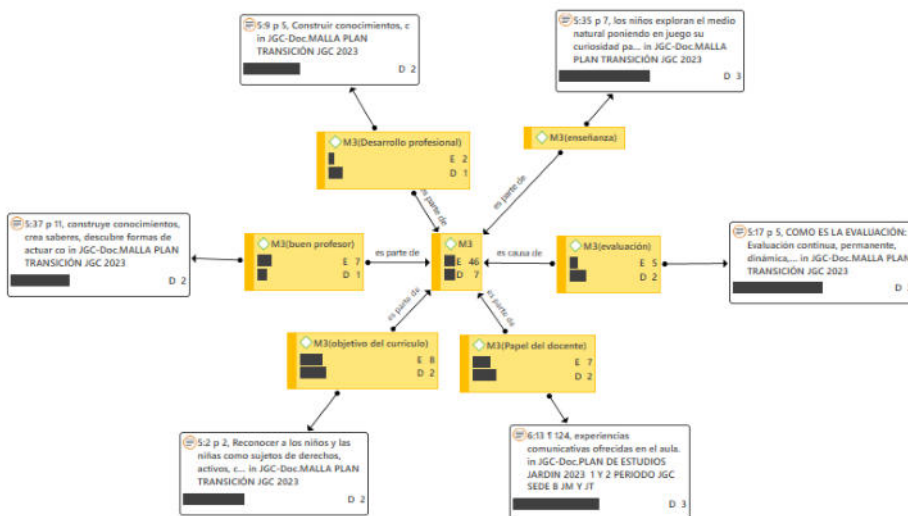 5:9 p 5, Construir conocimientos, c
in JGC-Doc.MALLA PLAN
TRANSICIÓN JGC 2023
D 2
5:35 p 7, los niños exploran el medio
natural poniendo en juego su
curiosidad pa... in JGC-Doc.MALLA
PLAN TRANSICIÓN JGC 2023
D 3
M3(Desarrollo profesional)
E 2
D 1
M3(enseñanza)
es parte de
es parte de
5:37 p 11, construye conocimientos,
crea saberes, descubre formas de
actuar co in JGC-Doc.MALLA PLAN
TRANSICIÓN JGC 2023
D 2
M3(buen profesor)
E 7
D 1
es parte de
M3
E 46
D 7
es causa de
M3(evaluación)
E 5
D 2
5:17 p 5, COMO ES LA EVALUACIÓN:
Evaluación continua, permanente,
dinámica,... in JGC-Doc.MALLA PLAN
TRANSICIÓN JGC 2023
D
es parte de
es parte de
M3(objetivo del currículo)
E 8
D 2
M3(Papel del docente)
E 7
D 2
5:2 p 2, Reconocer a los niños y las
niñas como sujetos de derechos,
activos, c... in JGC-Doc.MALLA PLAN
TRANSICIÓN JGC 2023
D 2
6:13 ¶ 124, experiencias
comunicativas ofrecidas en el aula.
in JGC-Doc.PLAN DE ESTUDIOS
JARDIN 2023 1 Y 2 PERIODO JGC
SEDE B JM Y JT
D 3